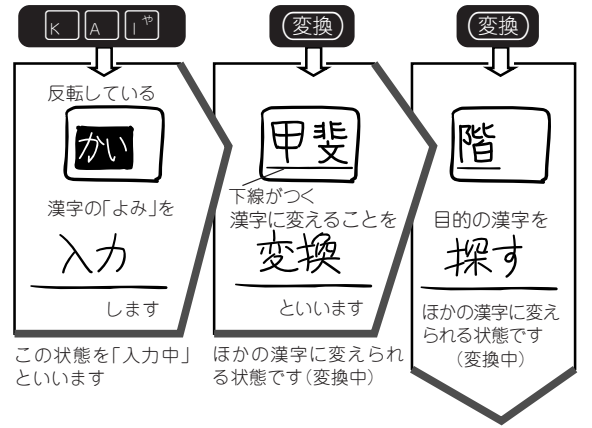 K A Iや
反転している
かい
漢字の「よみ」を
入力
します
この状態を「入力中」
といいます
変換
甲斐
下線がつく
漢字に変えることを
変換
といいます
ほかの漢字に変えられ
る状態です(変換中)
変換
階
目的の漢字を
探す
ほかの漢字に変え
られる状態です
(変換中)